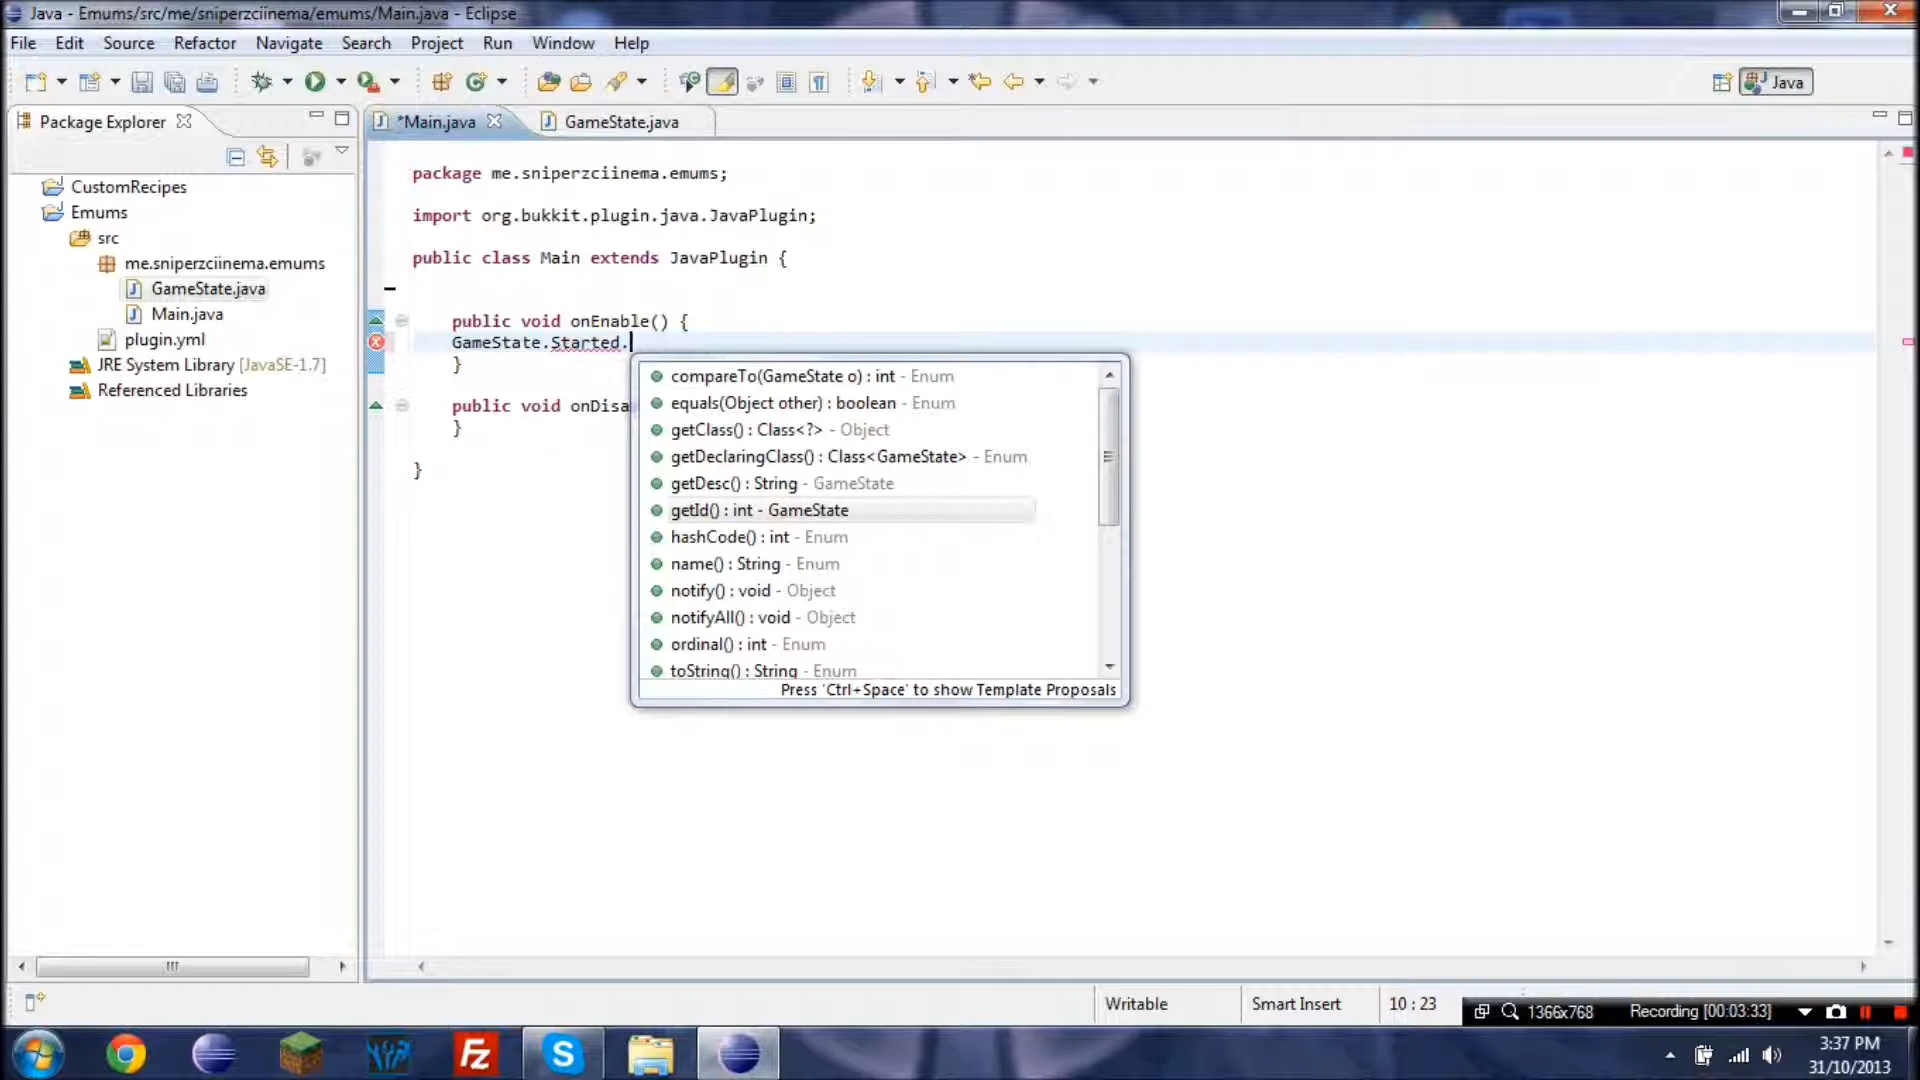 Java - Emums/src/me/sniperzciinema/emums/Main.java - Eclipse
File Edit Source Refactor Navigate Search Project Run Window Help
Java
Package Explorer
*Main.java
GameState.java
CustomRecipes
Emums
src
me.sniperzciinema.emums
GameState.java
Main.java
plugin.yml
JRE System Library [JavaSE-1.7]
Referenced Libraries
package me.sniperzciinema.emums;
import org.bukkit.plugin.java.JavaPlugin;
public class Main extends JavaPlugin {
public void onEnable() {
GameState.Started.
}
public void onDisa
}
}
compareTo(GameState o) : int - Enum
equals(Object other) : boolean - Enum
getClass() : Class<?> - Object
getDeclaringClass() : Class<GameState> - Enum
getDesc() : String - GameState
getId() : int - GameState
hashCode() : int - Enum
name() : String - Enum
notify() : void - Object
notifyAll() : void - Object
ordinal() : int - Enum
toString() : String - Enum
Press 'Ctrl+Space' to show Template Proposals
Writable
Smart Insert
10 : 23
1366x768
Recording [00:03:33]
Fz
S
3:37 PM
31/10/2013